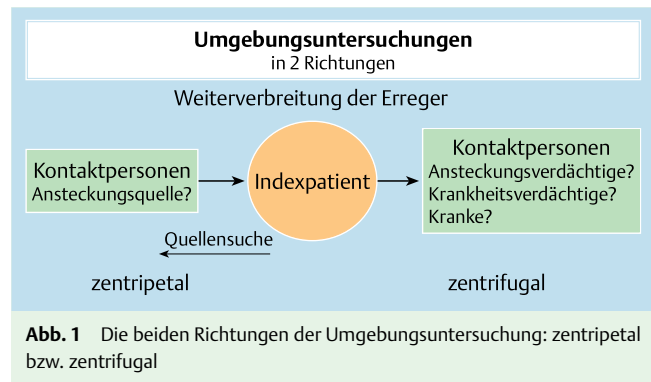 Umgebungsuntersuchungen
in 2 Richtungen
Weiterverbreitung der Erreger
Kontaktpersonen
Ansteckungsquelle?
Indexpatient
Kontaktpersonen
Ansteckungsverdächtige?
Krankheitsverdächtige?
Kranke?
Quellensuche
zentripetal
zentrifugal
Abb. 1 Die beiden Richtungen der Umgebungsuntersuchung: zentripetal
bzw. zentrifugal